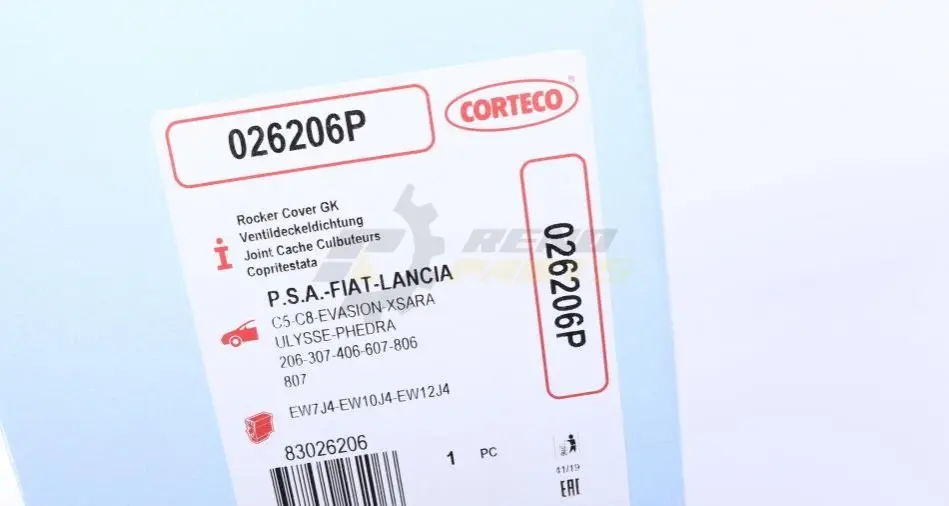 026206P
CORTECO®
Rocker Cover GK
Ventildeckeldichtung
Joint Cache Culbuteurs
Copritestata
026206P
P.S.A.-FIAT-LANCIA
C5-C8-EVASION-XSARA
ULYSSE-PHEDRA
206-307-406-607-806
807
EW7J4-EW10J4-EW12J4
83026206
1 PC
41/19
EAC